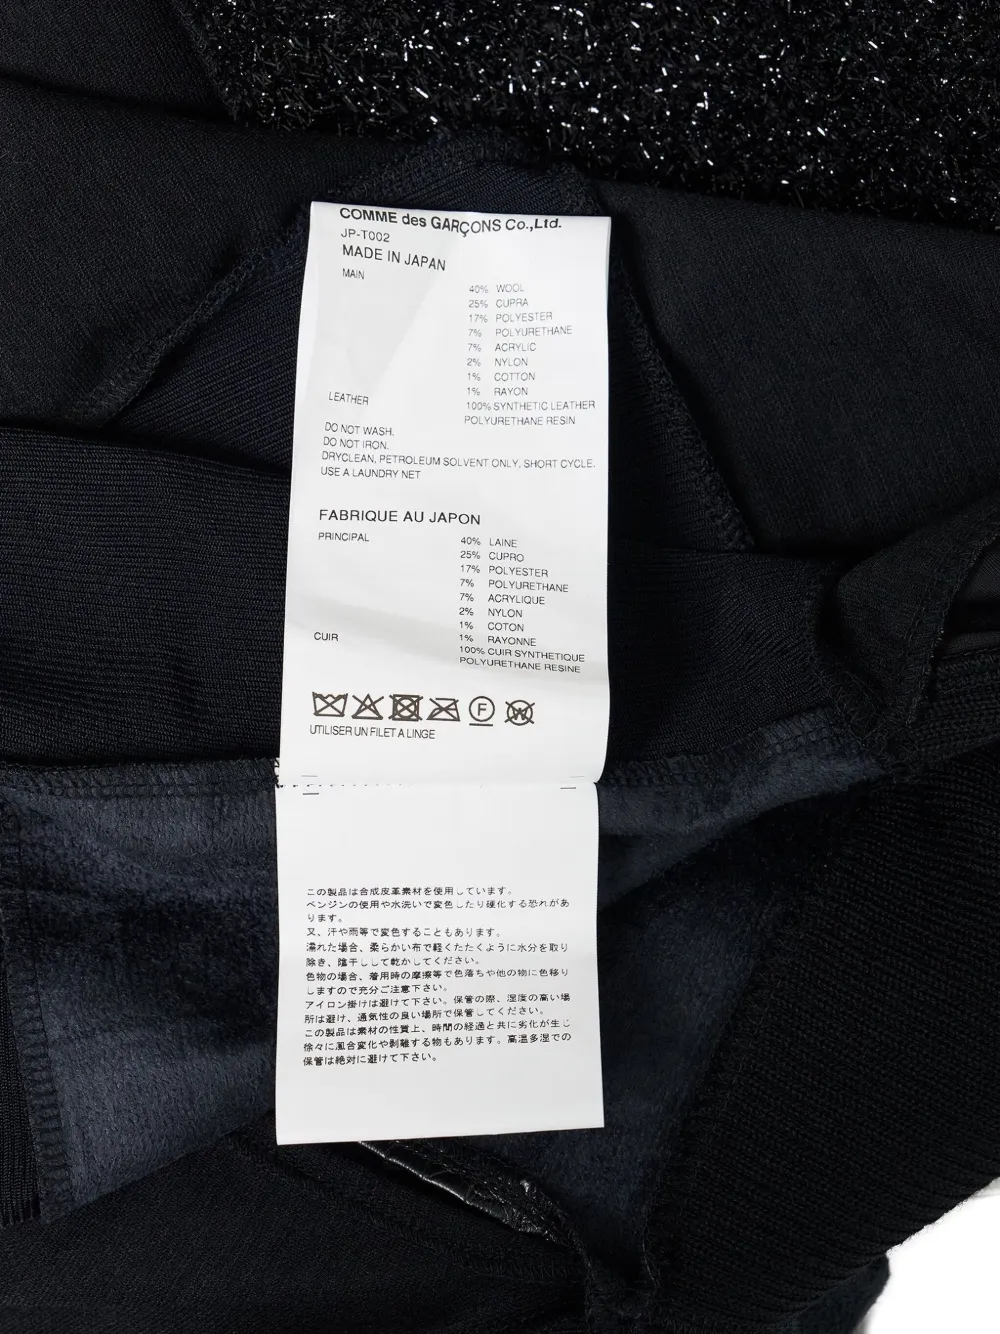 COMME des GARÇONS Co.,Ltd.
JP-T002
MADE IN JAPAN
MAIN
40% WOOL
25% CUPRA
17% POLYESTER
7% POLYURETHANE
7% ACRYLIC
2% NYLON
1% COTTON
1% RAYON
LEATHER
100% SYNTHETIC LEATHER
POLYURETHANE RESIN
DO NOT WASH.
DO NOT IRON.
DRYCLEAN, PETROLEUM SOLVENT ONLY, SHORT CYCLE.
USE A LAUNDRY NET
FABRIQUE AU JAPON
PRINCIPAL
40% LAINE
25% CUPRO
17% POLYESTER
7% POLYURETHANE
7% ACRYLIQUE
2% NYLON
1% COTON
1% RAYONNE
CUIR
100% CUIR SYNTHETIQUE
POLYURETHANE RESINE
F W
UTILISER UN FILET A LINGE
この製品は合成皮革素材を使用しています。
ベンジンの使用や水洗いで変色したり硬化する恐れがあ
ります。
又、汗や雨等で変色することもあります。
濡れた場合、柔らかい布で軽くたたくように水分を取り
除き、陰干しして乾かしてください。
色物の場合、着用時の摩擦等で色落ちや他の物に色移り
しますので充分ご注意下さい。
アイロン掛けは避けて下さい。保管の際、湿度の高い場
所は避け、通気性の良い場所で保管してください。
この製品は素材の性質上、時間の経過と共に劣化が生じ
徐々に風合変化や剥離する物もあります。高温多湿での
保管は絶対に避けて下さい。